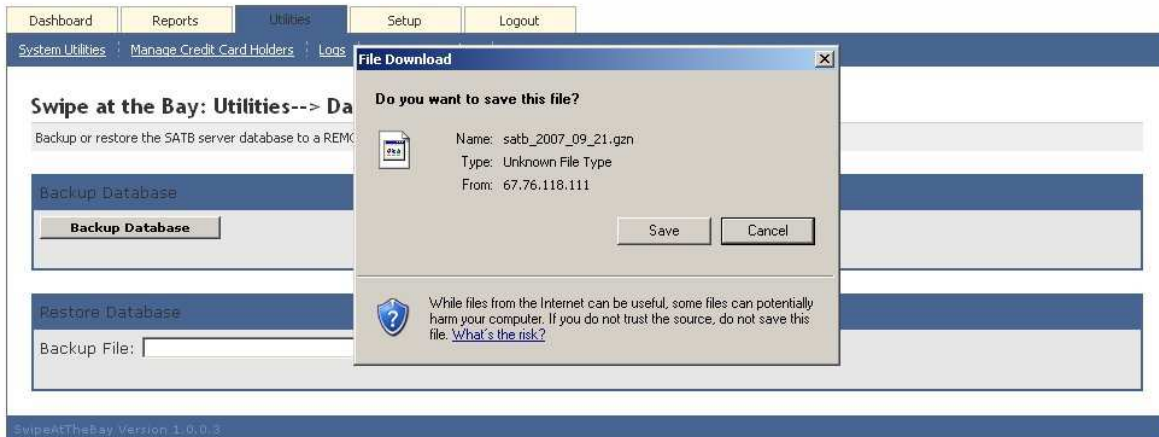 Dashboard Reports Utilities Setup Logout
System Utilities Manage Credit Card Holders Logs
File Download
Swipe at the Bay: Utilities--> Da
Do you want to save this file?
Backup or restore the SATB server database to a REMO
Name: satb_2007_09_21.gzn
Type: Unknown File Type
From: 67.76.118.111
Backup Database
Backup Database
Save Cancel
Restore Database
While files from the Internet can be useful, some files can potentially
harm your computer. If you do not trust the source, do not save this
file. What's the risk?
Backup File:
SwipeAtTheBay Version 1.0.0.3